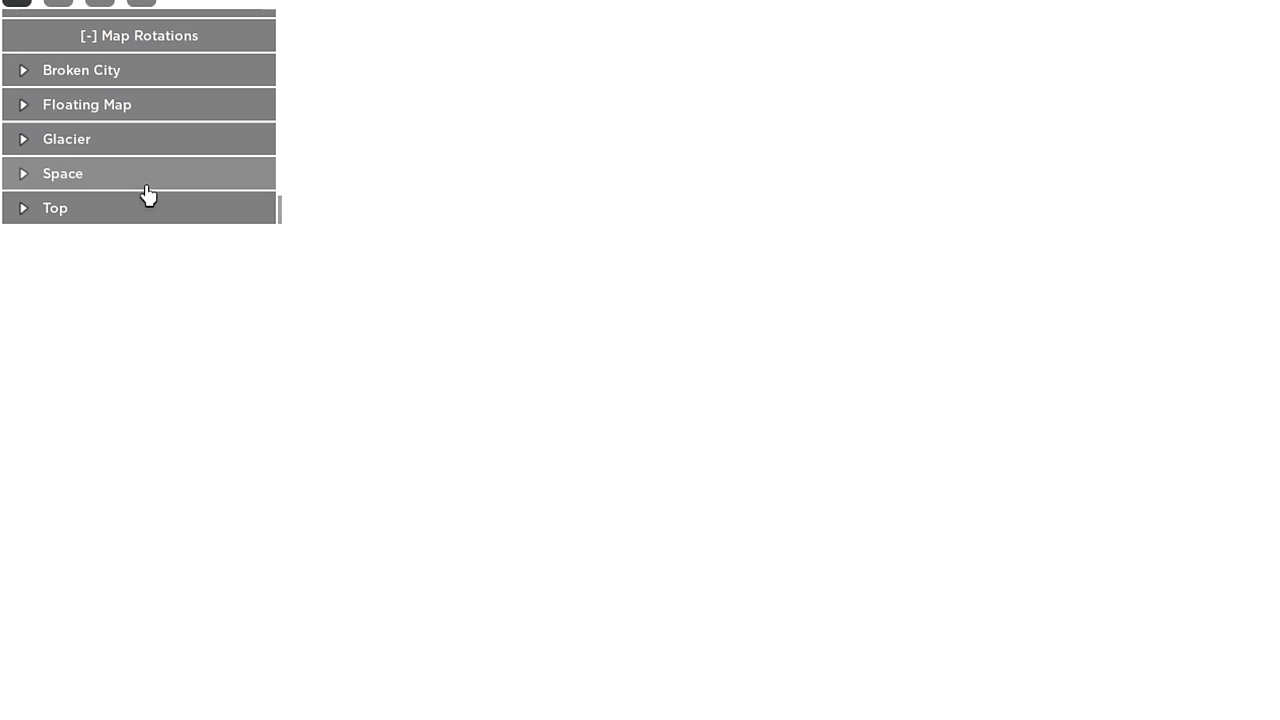 [-] Map Rotations
Broken City
Floating Map
Glacier
Space
Top